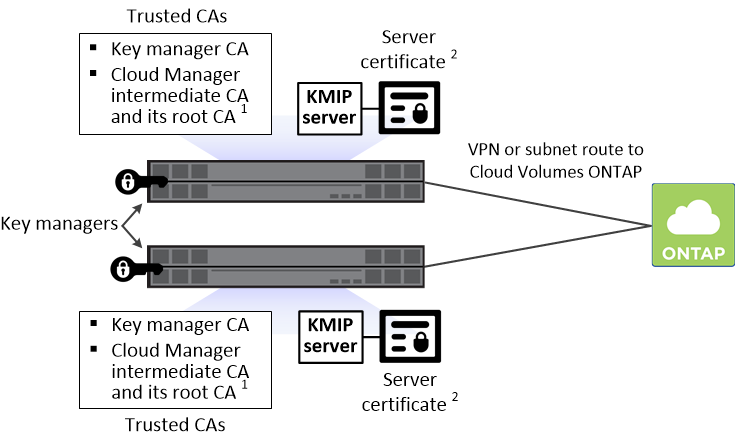 Trusted CAs
▪ Key manager CA
▪ Cloud Manager
intermediate CA
and its root CA 1
Server
certificate 2
KMIP
server
VPN or subnet route to
Cloud Volumes ONTAP
Key managers
ONTAP
▪ Key manager CA
▪ Cloud Manager
intermediate CA
and its root CA 1
Trusted CAs
KMIP
server
Server
certificate 2